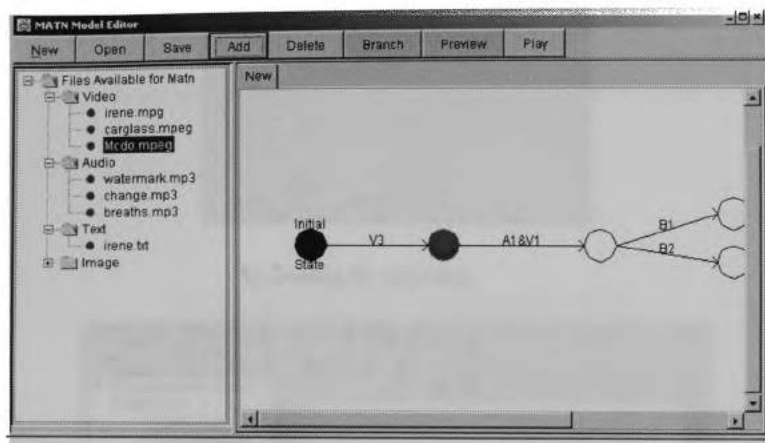 MATN Model Editor
New Open Save Add Delete Branch Preview Play
Files Available for Matn
Video
irene.mpg
carglass.mpeg
Mcdo.mpeg
Audio
watermark.mp3
change.mp3
breaths.mp3
Text
irene.txt
Image
New
Initial
State
V3
A1&V1
B1
B2